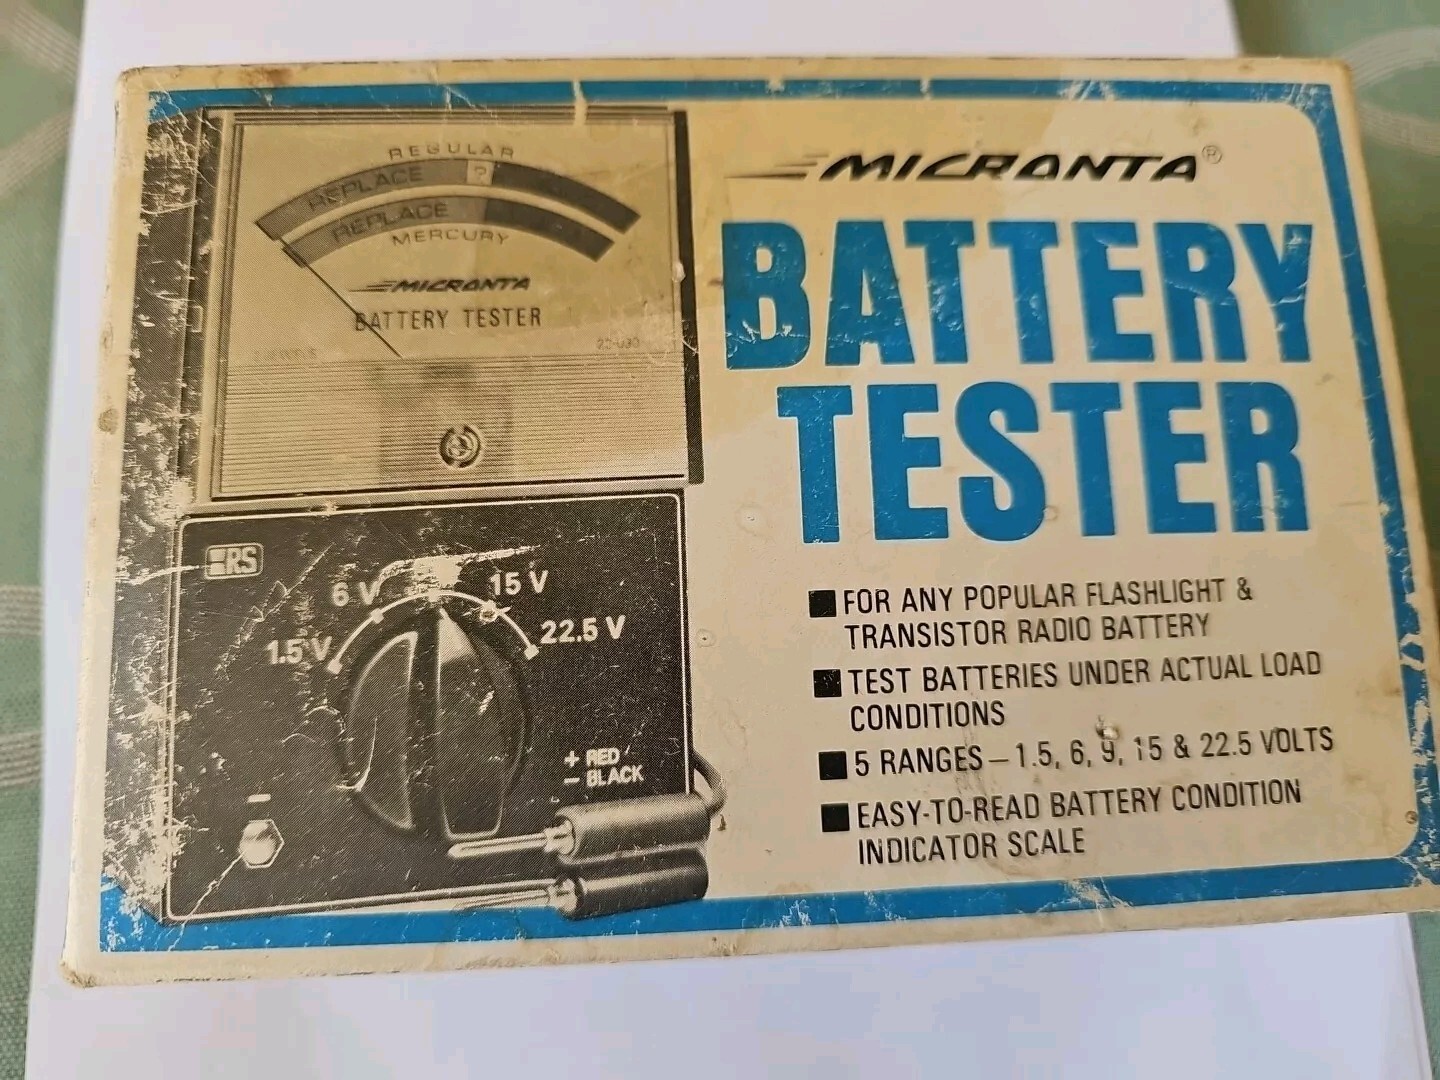 MICRANTA®
BATTERY
TESTER
■ FOR ANY POPULAR FLASHLIGHT &
TRANSISTOR RADIO BATTERY
■ TEST BATTERIES UNDER ACTUAL LOAD
CONDITIONS
■ 5 RANGES – 1.5, 6, 9, 15 & 22.5 VOLTS
■ EASY-TO-READ BATTERY CONDITION
INDICATOR SCALE
REGULAR
REPLACE ?
REPLACE
MERCURY
MICRANTA
BATTERY TESTER
RS
6 V 15 V
1.5 V 22.5 V
+ RED
– BLACK